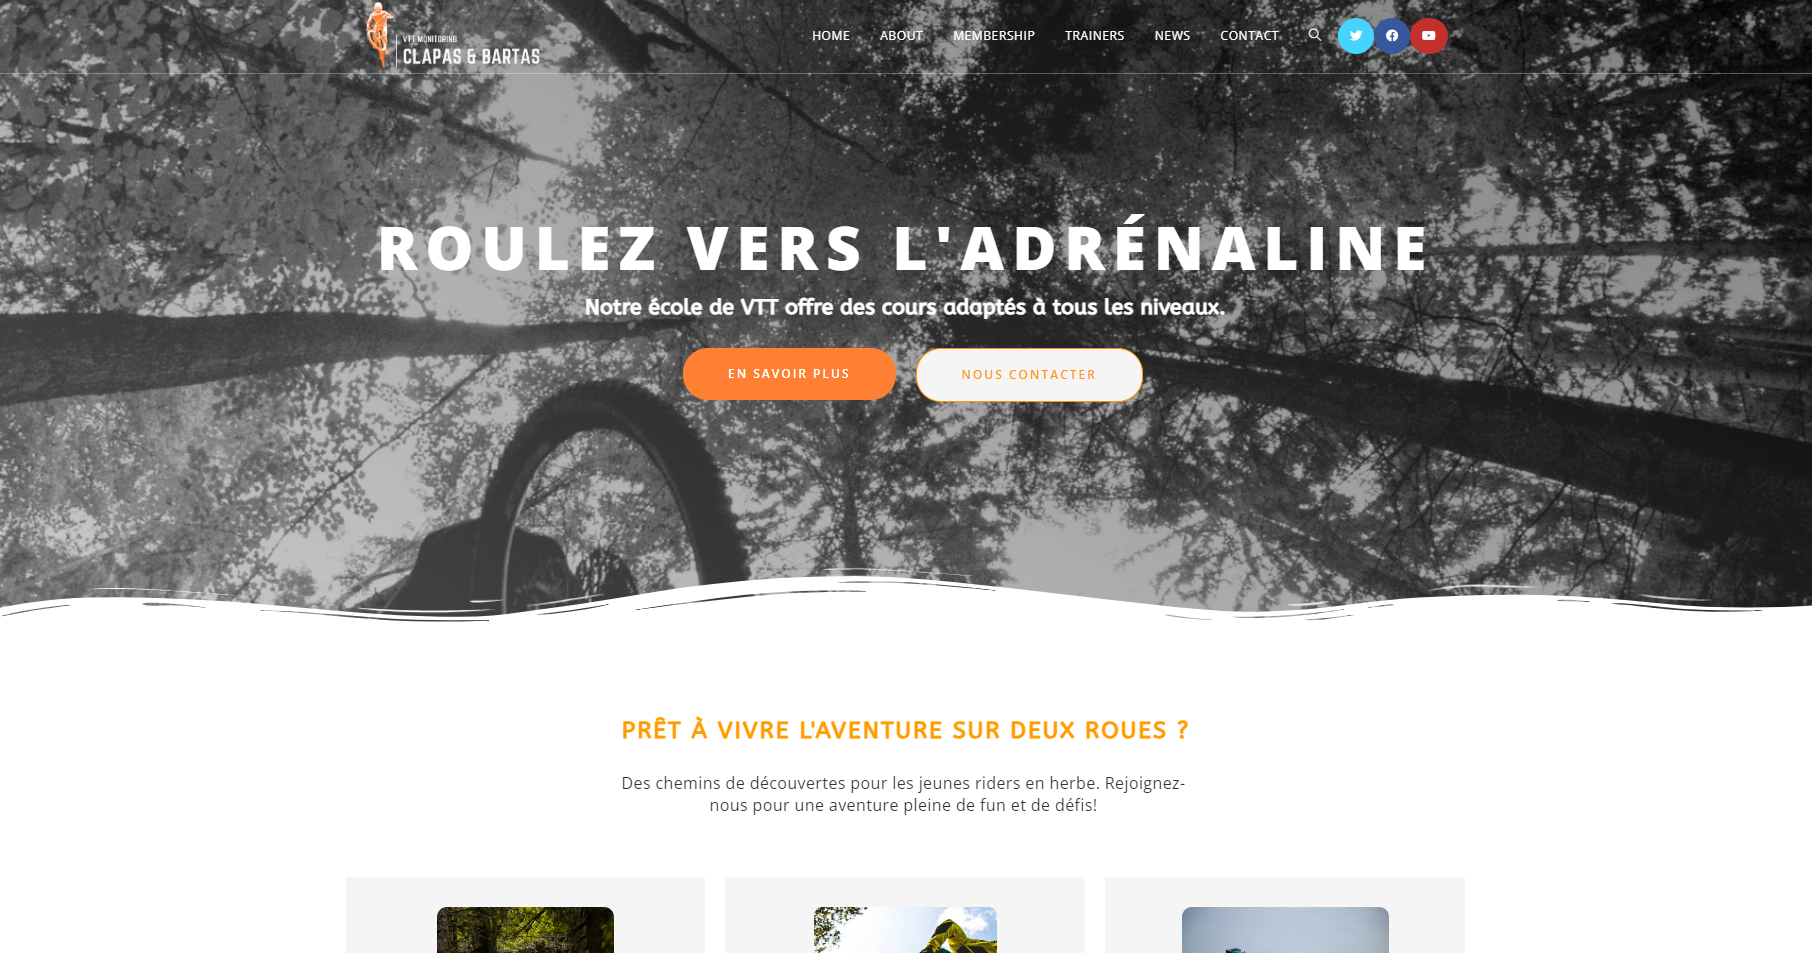 VTT MONITORING
CLAPAS & BARTAS
HOME ABOUT MEMBERSHIP TRAINERS NEWS CONTACT
ROULEZ VERS L'ADRÉNALINE
Notre école de VTT offre des cours adaptés à tous les niveaux.
EN SAVOIR PLUS NOUS CONTACTER
PRÊT À VIVRE L'AVENTURE SUR DEUX ROUES ?
Des chemins de découvertes pour les jeunes riders en herbe. Rejoignez-
nous pour une aventure pleine de fun et de défis!